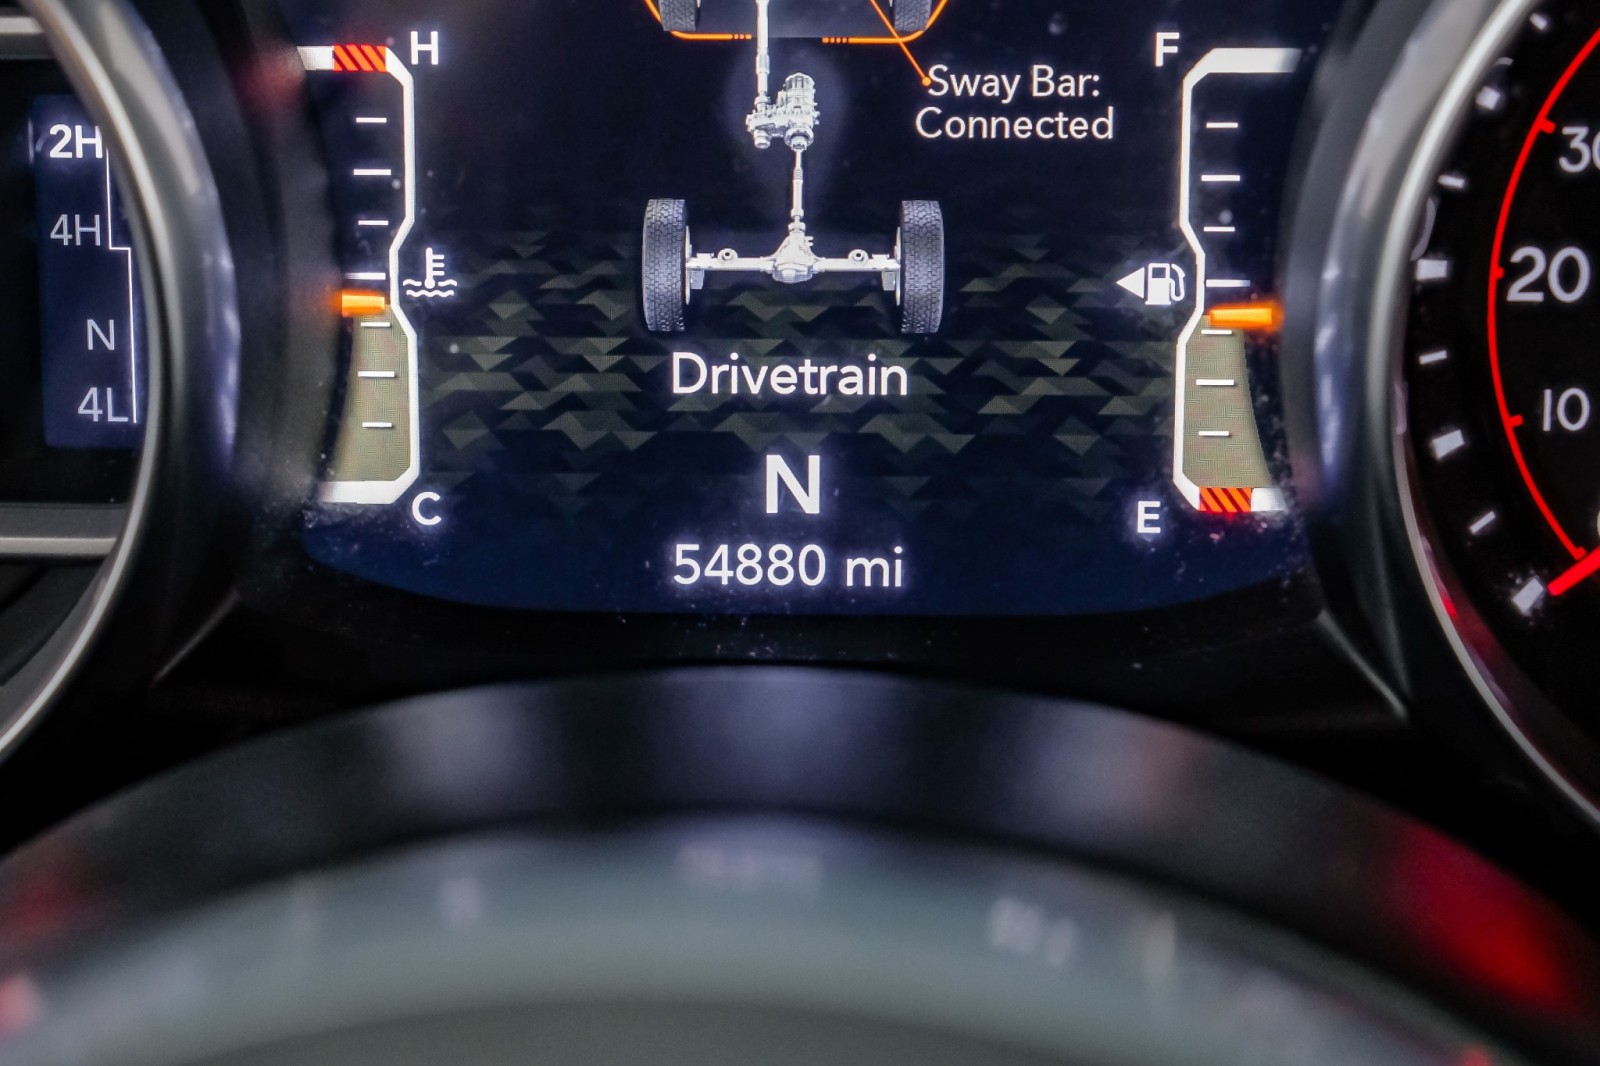 H
F
Sway Bar:
Connected
2H
4H
N
4L
30
20
10
Drivetrain
N
C
E
54880 mi